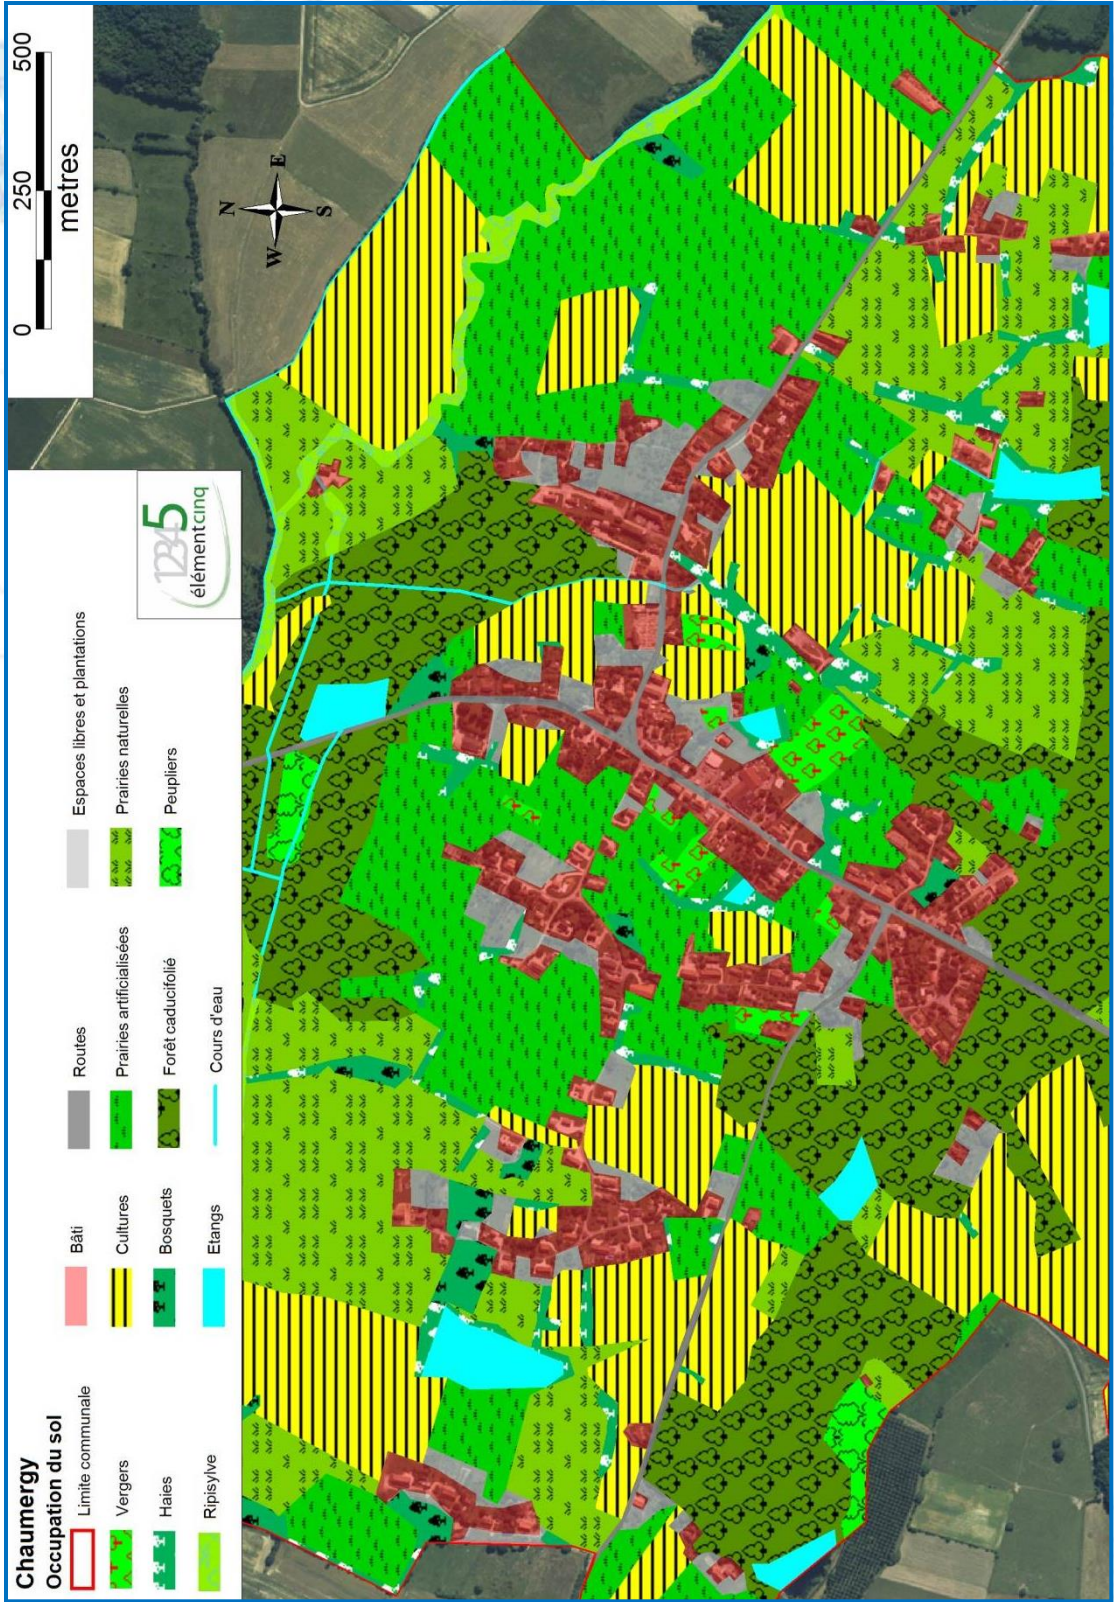 Chaumergy
Occupation du sol
Limite communale
Bâti
Routes
Espaces libres et plantations
Vergers
Cultures
Prairies artificialisées
Prairies naturelles
Haies
Bosquets
Forêt caducifolié
Peupliers
Ripisylve
Etangs
Cours d'eau
12345
élémentcinq
0 250 500
metres
N
W E
S